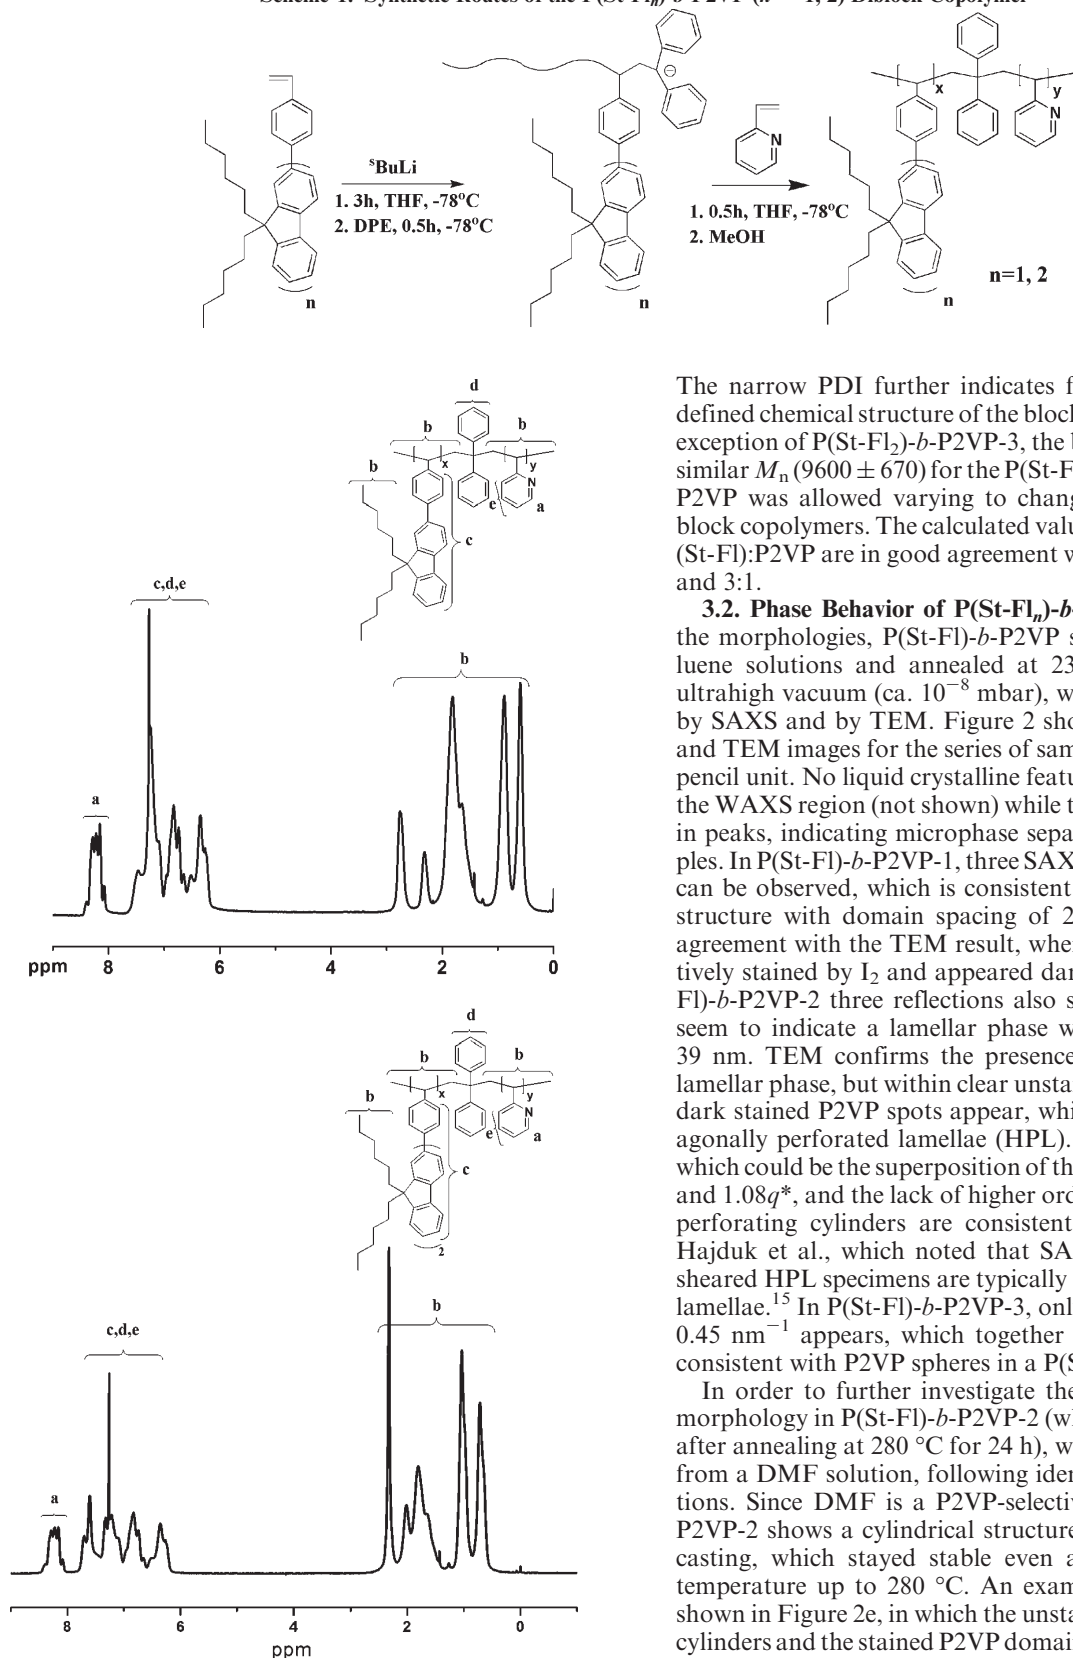 Scheme 1. Synthetic Routes of the P(St-Fln)-b-P2VP (n = 1, 2) Diblock Copolymer
sBuLi
1. 3h, THF, -78oC
2. DPE, 0.5h, -78oC
n
⊖
N
1. 0.5h, THF, -78oC
2. MeOH
n
x
y
N
n=1, 2
n
d
b
b
b
x
y
N
e
a
c
c,d,e
b
a
ppm
8
6
4
2
0
d
b
b
b
x
y
N
e
a
c
2
c,d,e
b
a
8
6
4
2
0
ppm
The narrow PDI further indicates f
defined chemical structure of the block
exception of P(St-Fl2)-b-P2VP-3, the b
similar Mn (9600 ± 670) for the P(St-F
P2VP was allowed varying to chang
block copolymers. The calculated valu
(St-Fl):P2VP are in good agreement w
and 3:1.
3.2. Phase Behavior of P(St-Fln)-b-
the morphologies, P(St-Fl)-b-P2VP s
luene solutions and annealed at 23
ultrahigh vacuum (ca. 10−8 mbar), w
by SAXS and by TEM. Figure 2 sho
and TEM images for the series of sam
pencil unit. No liquid crystalline featu
the WAXS region (not shown) while t
in peaks, indicating microphase sepa
ples. In P(St-Fl)-b-P2VP-1, three SAX
can be observed, which is consistent
structure with domain spacing of 2
agreement with the TEM result, wher
tively stained by I2 and appeared dar
Fl)-b-P2VP-2 three reflections also s
seem to indicate a lamellar phase w
39 nm. TEM confirms the presence
lamellar phase, but within clear unstai
dark stained P2VP spots appear, whi
agonally perforated lamellae (HPL).
which could be the superposition of th
and 1.08q*, and the lack of higher ord
perforating cylinders are consistent
Hajduk et al., which noted that SA
sheared HPL specimens are typically
lamellae.15 In P(St-Fl)-b-P2VP-3, onl
0.45 nm−1 appears, which together
consistent with P2VP spheres in a P(S
In order to further investigate the
morphology in P(St-Fl)-b-P2VP-2 (wh
after annealing at 280 °C for 24 h), w
from a DMF solution, following iden
tions. Since DMF is a P2VP-selectiv
P2VP-2 shows a cylindrical structure
casting, which stayed stable even a
temperature up to 280 °C. An exam
shown in Figure 2e, in which the unsta
cylinders and the stained P2VP domai